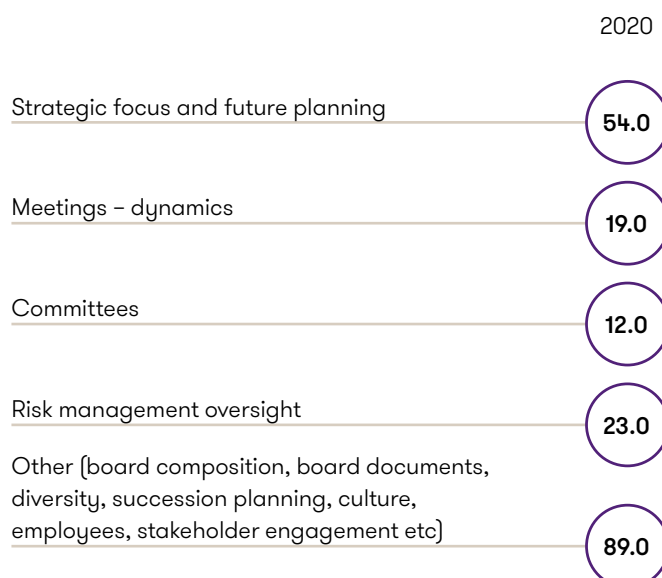 2020
Strategic focus and future planning
54.0
Meetings – dynamics
19.0
Committees
12.0
Risk management oversight
23.0
Other (board composition, board documents,
diversity, succession planning, culture,
employees, stakeholder engagement etc)
89.0